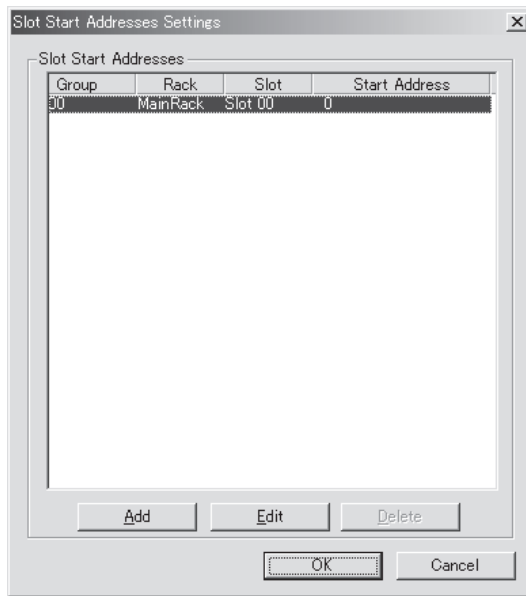 Slot Start Addresses Settings
Slot Start Addresses
Group Rack Slot Start Address
00 MainRack Slot 00 0
Add Edit Delete
OK Cancel